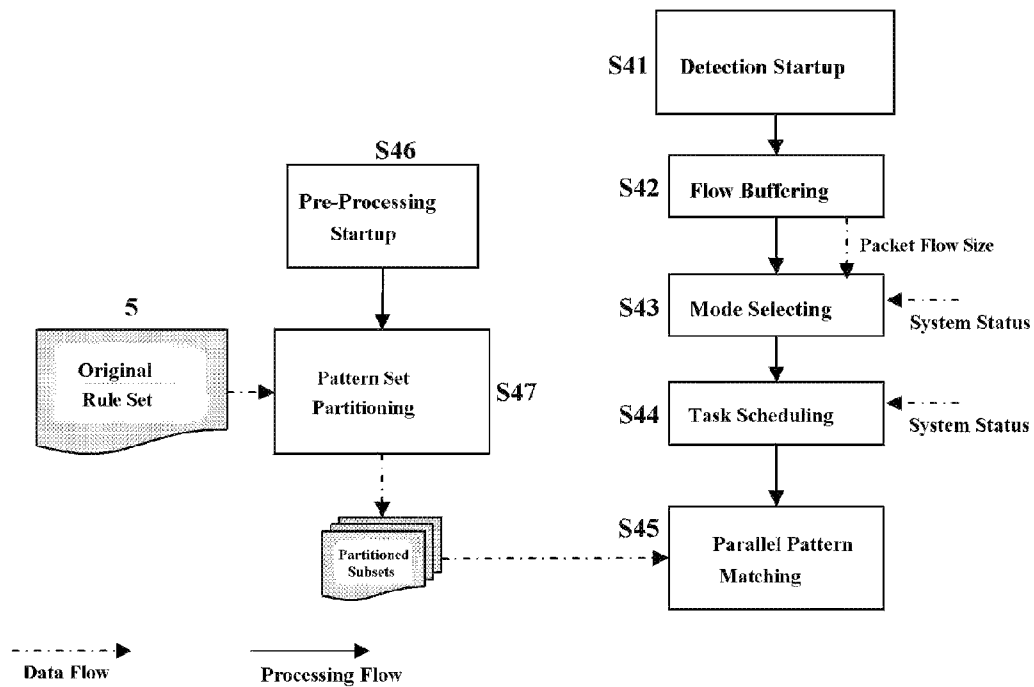 S41
Detection Startup
S46
S42
Flow Buffering
Pre-Processing
Startup
Packet Flow Size
5
S43
Mode Selecting
System Status
Original
Rule Set
Pattern Set
Partitioning
S47
S44
Task Scheduling
System Status
S45
Parallel Pattern
Matching
Partitioned
Subsets
Data Flow
Processing Flow